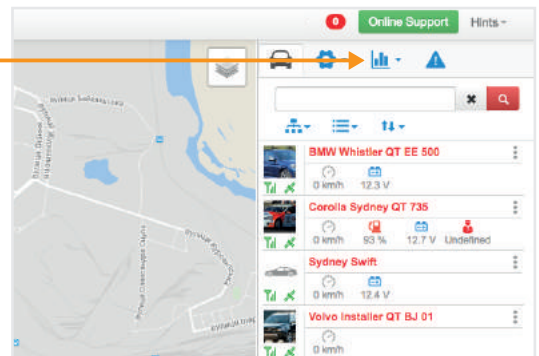 0 Online Support Hints
BMW Whistler QT EE 500
0 km/h 12.3 V
Corolla Sydney QT 735
0 km/h 93 % 12.7 V Undefined
Sydney Swift
0 km/h 12.4 V
Volvo Installer QT BJ 01
0 km/h